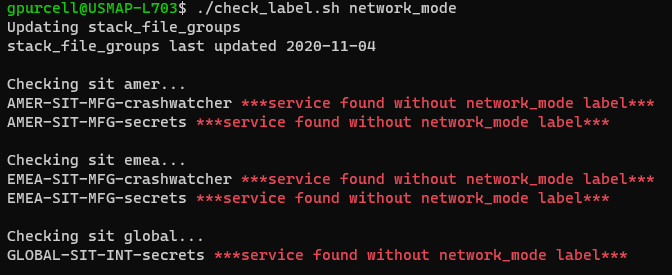 gpurcell@USMAP-L703$ ./check_label.sh network_mode
Updating stack_file_groups
stack_file_groups last updated 2020-11-04
Checking sit amer...
AMER-SIT-MFG-crashwatcher ***service found without network_mode label***
AMER-SIT-MFG-secrets ***service found without network_mode label***
Checking sit emea...
EMEA-SIT-MFG-crashwatcher ***service found without network_mode label***
EMEA-SIT-MFG-secrets ***service found without network_mode label***
Checking sit global...
GLOBAL-SIT-INT-secrets ***service found without network_mode label***